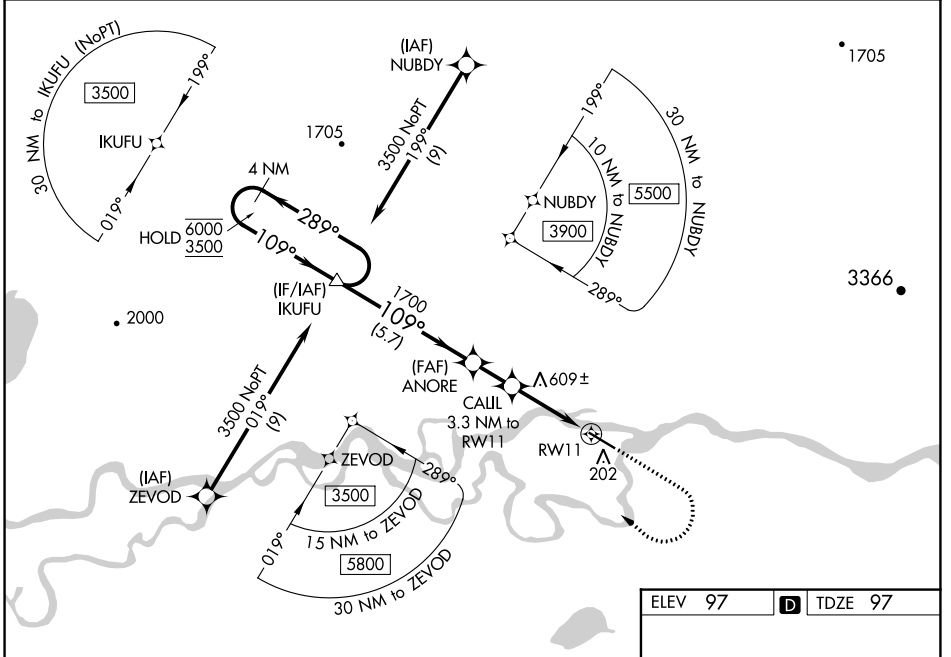 30 NM to IKUFU (NoPT)
3500
199°
IKUFU
019°
(IAF)
NUBDY
3500 NoPT
199°
(9)
1705
1705
4 NM
289°
109°
HOLD
6000
3500
(IF/IAF)
IKUFU
199°
10 NM to NUBDY
30 NM to NUBDY
5500
NUBDY
3900
289°
3366
2000
1700
109°
(5.7)
(FAF)
ANORE
CALIL
3.3 NM to
RW11
609±
RW11
202
3500 NoPT
019°
(9)
(IAF)
ZEVOD
ZEVOD
289°
3500
019°
15 NM to ZEVOD
5800
30 NM to ZEVOD
ELEV 97 D TDZE 97